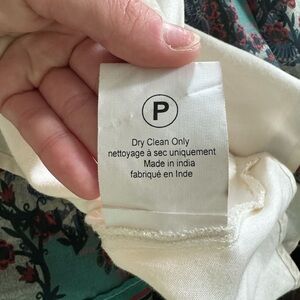 P
Dry Clean Only
nettoyage à sec uniquement
Made in india
fabriqué en Inde